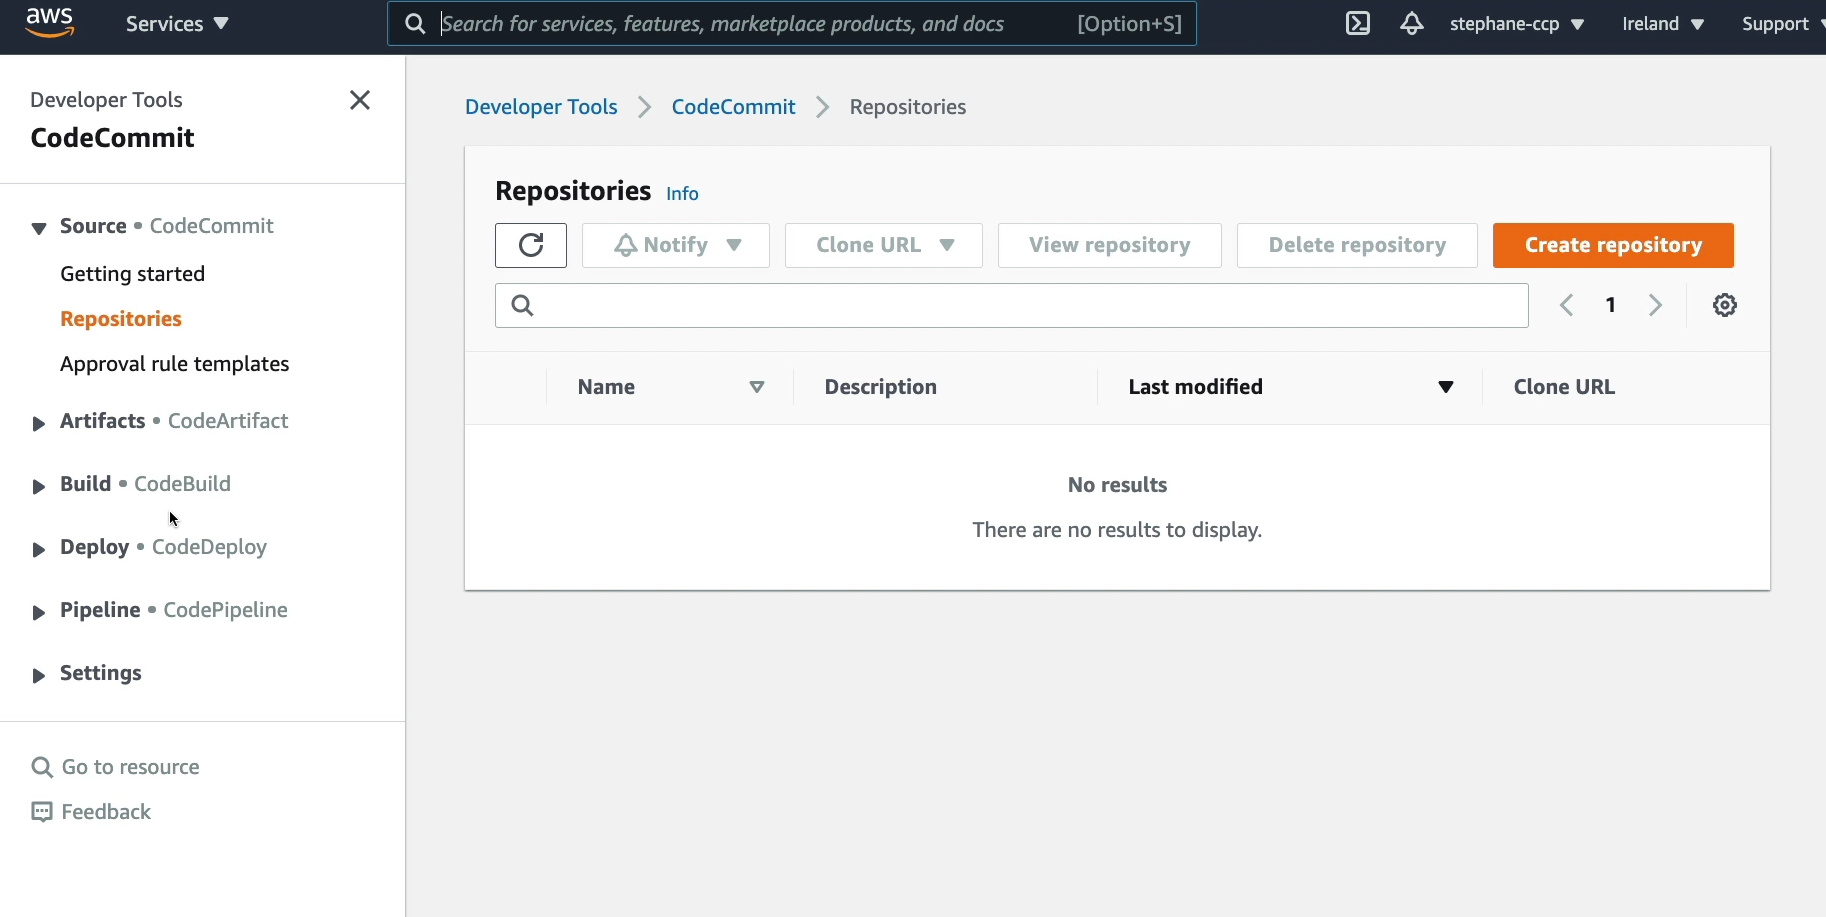 aws Services Search for services, features, marketplace products, and docs [Option+S] stephane-ccp Ireland Support
Developer Tools
CodeCommit
Source • CodeCommit
Getting started
Repositories
Approval rule templates
Artifacts • CodeArtifact
Build • CodeBuild
Deploy • CodeDeploy
Pipeline • CodePipeline
Settings
Go to resource
Feedback
Developer Tools > CodeCommit > Repositories
Repositories Info
Notify Clone URL View repository Delete repository Create repository
1
Name Description Last modified Clone URL
No results
There are no results to display.